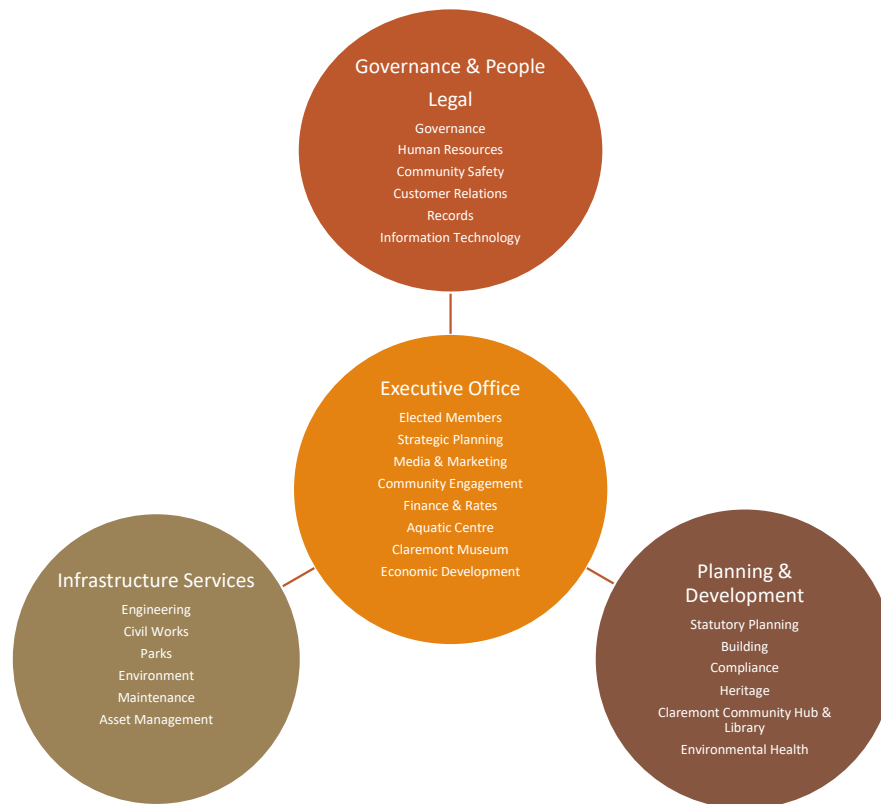 Governance & People
Legal
Governance
Human Resources
Community Safety
Customer Relations
Records
Information Technology
Executive Office
Elected Members
Strategic Planning
Media & Marketing
Community Engagement
Finance & Rates
Aquatic Centre
Claremont Museum
Economic Development
Infrastructure Services
Engineering
Civil Works
Parks
Environment
Maintenance
Asset Management
Planning &
Development
Statutory Planning
Building
Compliance
Heritage
Claremont Community Hub &
Library
Environmental Health